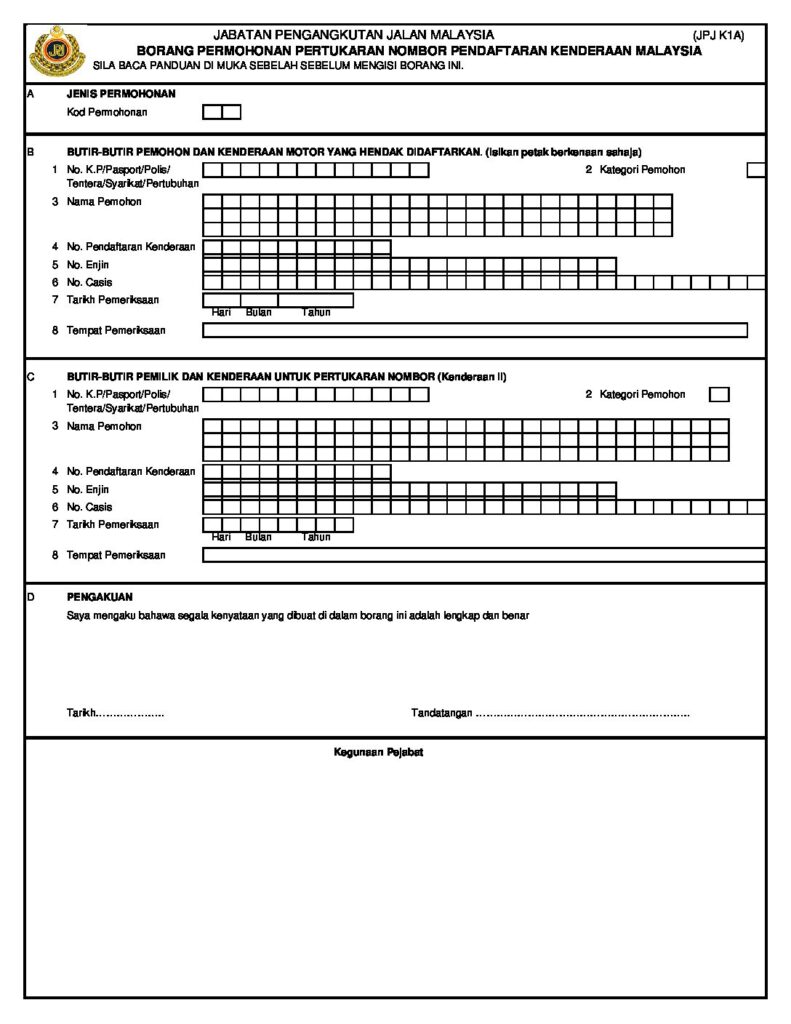 JPJ
JABATAN PENGANGKUTAN JALAN MALAYSIA (JPJ K1A)
BORANG PERMOHONAN PERTUKARAN NOMBOR PENDAFTARAN KENDERAAN MALAYSIA
SILA BACA PANDUAN DI MUKA SEBELAH SEBELUM MENGISI BORANG INI.
A JENIS PERMOHONAN
Kod Permohonan
B BUTIR-BUTIR PEMOHON DAN KENDERAAN MOTOR YANG HENDAK DIDAFTARKAN. (Isikan petak berkenaan sahaja)
1 No. K.P/Pasport/Polis/ 2 Kategori Pemohon
Tentera/Syarikat/Pertubuhan
3 Nama Pemohon
4 No. Pendaftaran Kenderaan
5 No. Enjin
6 No. Casis
7 Tarikh Pemeriksaan
Hari Bulan Tahun
8 Tempat Pemeriksaan
C BUTIR-BUTIR PEMILIK DAN KENDERAAN UNTUK PERTUKARAN NOMBOR (Kenderaan II)
1 No. K.P/Pasport/Polis/ 2 Kategori Pemohon
Tentera/Syarikat/Pertubuhan
3 Nama Pemohon
4 No. Pendaftaran Kenderaan
5 No. Enjin
6 No. Casis
7 Tarikh Pemeriksaan
Hari Bulan Tahun
8 Tempat Pemeriksaan
D PENGAKUAN
Saya mengaku bahawa segala kenyataan yang dibuat di dalam borang ini adalah lengkap dan benar
Tarikh..................... Tandatangan ................................................................
Kegunaan Pejabat